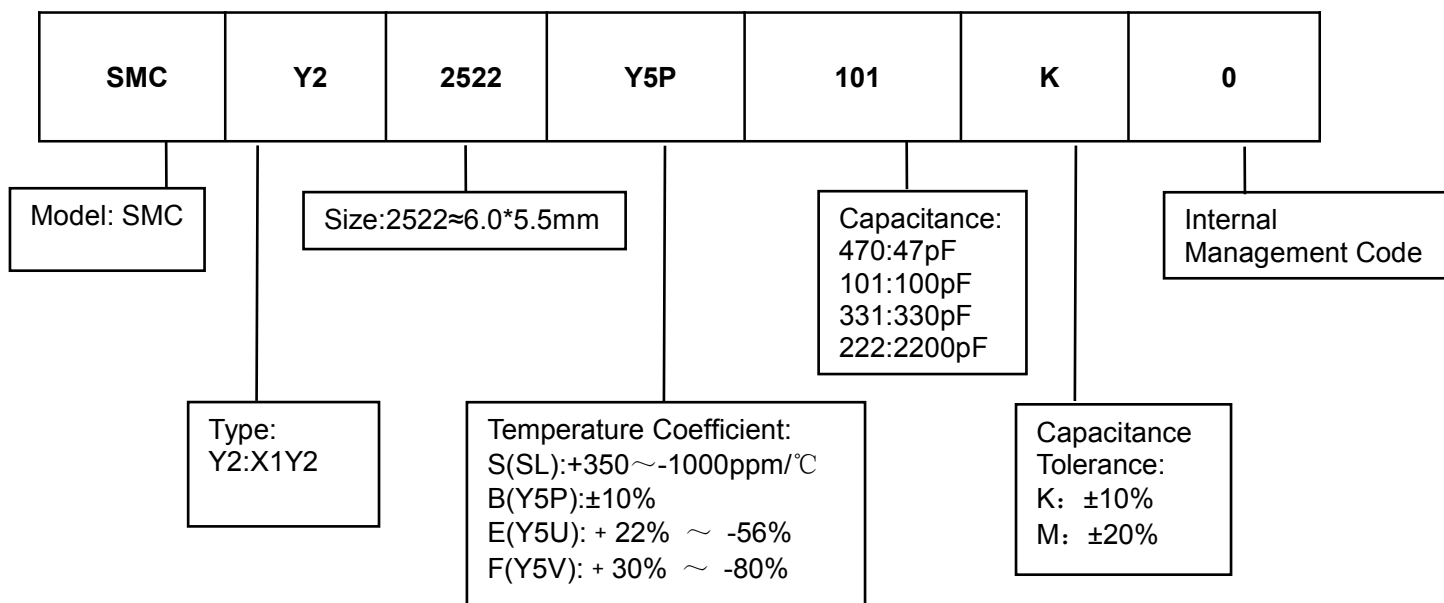 SMC Y2 2522 Y5P 101 K 0
Model: SMC
Size:2522≈6.0*5.5mm
Capacitance:
470:47pF
101:100pF
331:330pF
222:2200pF
Internal
Management Code
Type:
Y2:X1Y2
Temperature Coefficient:
S(SL):+350～-1000ppm/℃
B(Y5P):±10%
E(Y5U): + 22% ～ -56%
F(Y5V): + 30% ～ -80%
Capacitance
Tolerance:
K：±10%
M：±20%